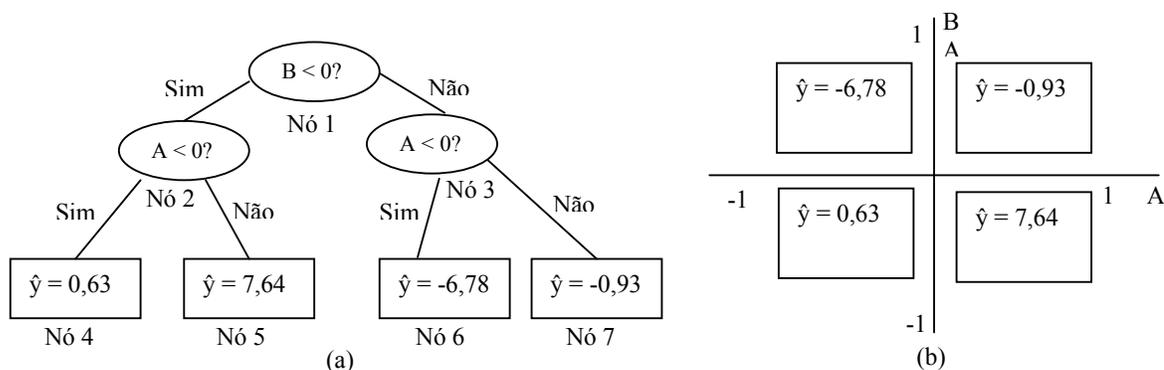 B < 0?
Sim
Não
Nó 1
A < 0?
A < 0?
Nó 2
Nó 3
Sim
Não
Sim
Não
ŷ = 0,63
ŷ = 7,64
ŷ = -6,78
ŷ = -0,93
Nó 4
Nó 5
Nó 6
Nó 7
(a)
B
1
A
ŷ = -6,78
ŷ = -0,93
-1
1
A
ŷ = 0,63
ŷ = 7,64
-1
(b)